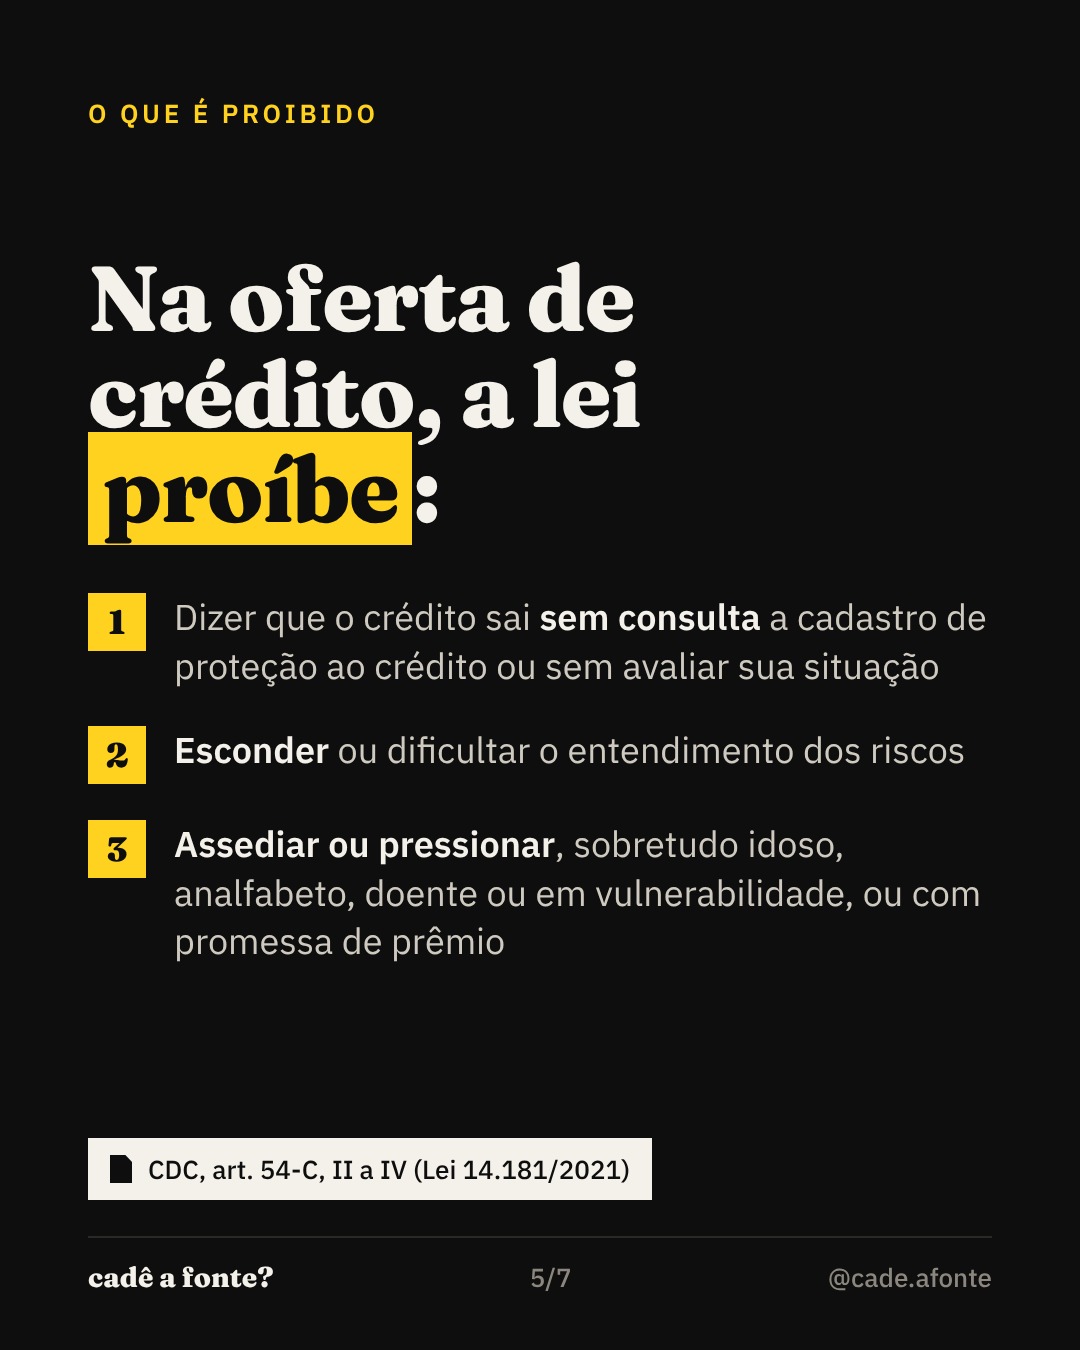 O QUE É PROIBIDO
Na oferta de
crédito, a lei
proíbe:
1 Dizer que o crédito sai sem consulta a cadastro de
proteção ao crédito ou sem avaliar sua situação
2 Esconder ou dificultar o entendimento dos riscos
3 Assediar ou pressionar, sobretudo idoso,
analfabeto, doente ou em vulnerabilidade, ou com
promessa de prêmio
CDC, art. 54-C, II a IV (Lei 14.181/2021)
cadê a fonte? 5/7 @cade.afonte